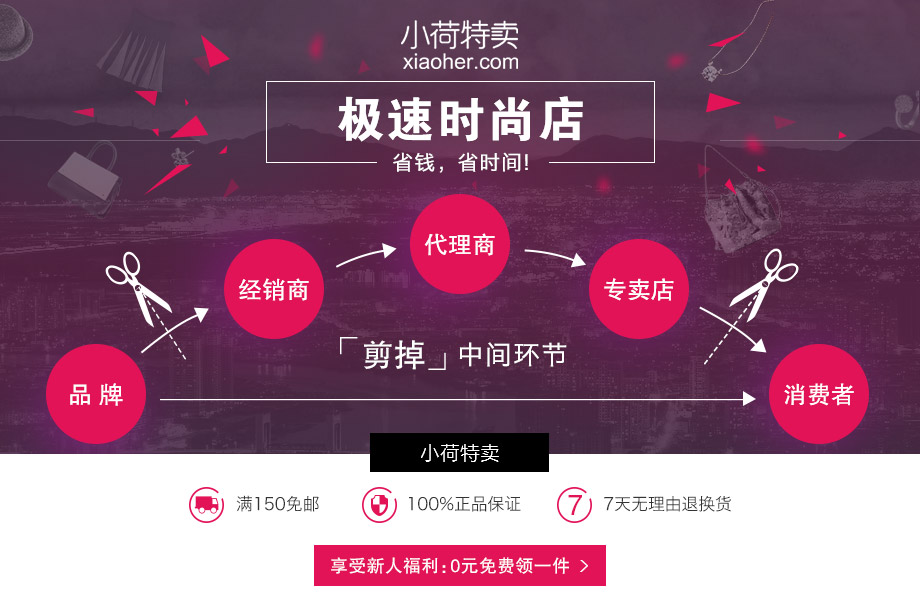 小荷特卖
xiaoher.com
极速时尚店
省钱，省时间!
代理商
经销商
专卖店
「剪掉」中间环节
品牌
消费者
小荷特卖
满150免邮
100%正品保证
7
7天无理由退换货
享受新人福利:0元免费领一件 >